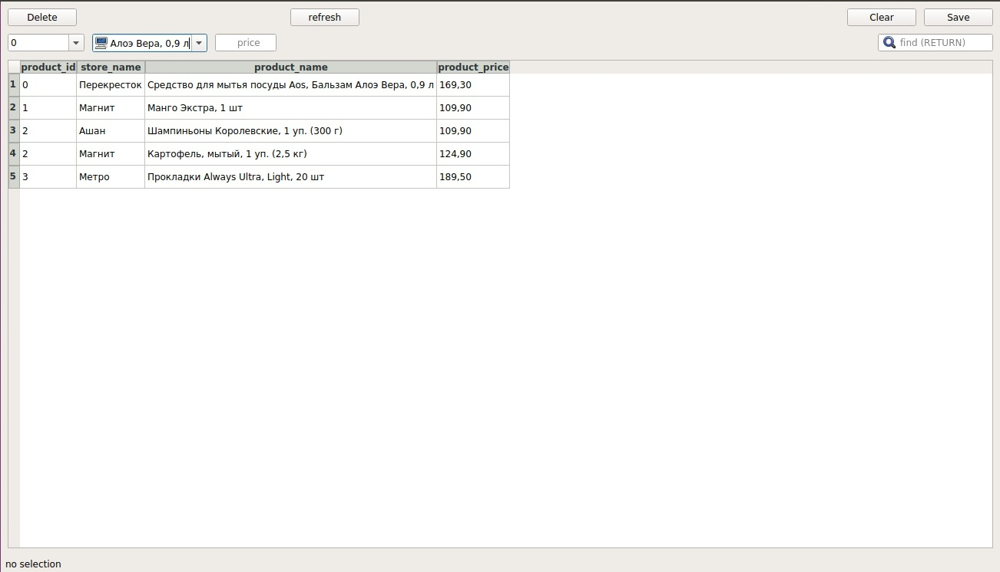 Delete refresh Clear Save
0 Алоэ Вера, 0,9 л price find (RETURN)
product_id store_name product_name product_price
1 0 Перекресток Средство для мытья посуды Aos, Бальзам Алоэ Вера, 0,9 л 169,30
2 1 Магнит Манго Экстра, 1 шт 109,90
3 2 Ашан Шампиньоны Королевские, 1 уп. (300 г) 109,90
4 2 Магнит Картофель, мытый, 1 уп. (2,5 кг) 124,90
5 3 Метро Прокладки Always Ultra, Light, 20 шт 189,50
no selection